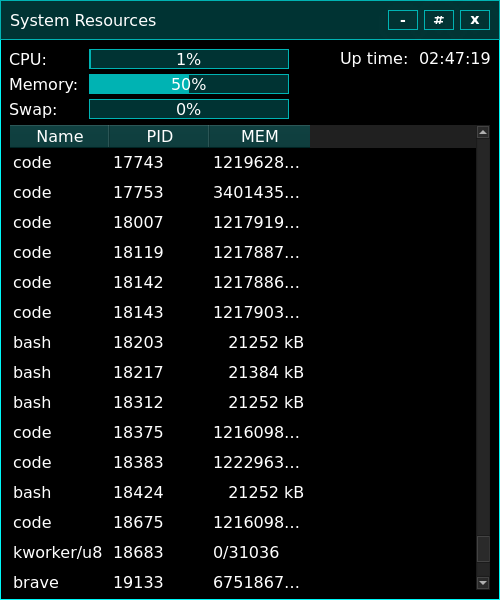 System Resources - # x
CPU: 1% Up time: 02:47:19
Memory: 50%
Swap: 0%
Name PID MEM
code 17743 1219628...
code 17753 3401435...
code 18007 1217919...
code 18119 1217887...
code 18142 1217886...
code 18143 1217903...
bash 18203 21252 kB
bash 18217 21384 kB
bash 18312 21252 kB
code 18375 1216098...
code 18383 1222963...
bash 18424 21252 kB
code 18675 1216098...
kworker/u8 18683 0/31036
brave 19133 6751867...